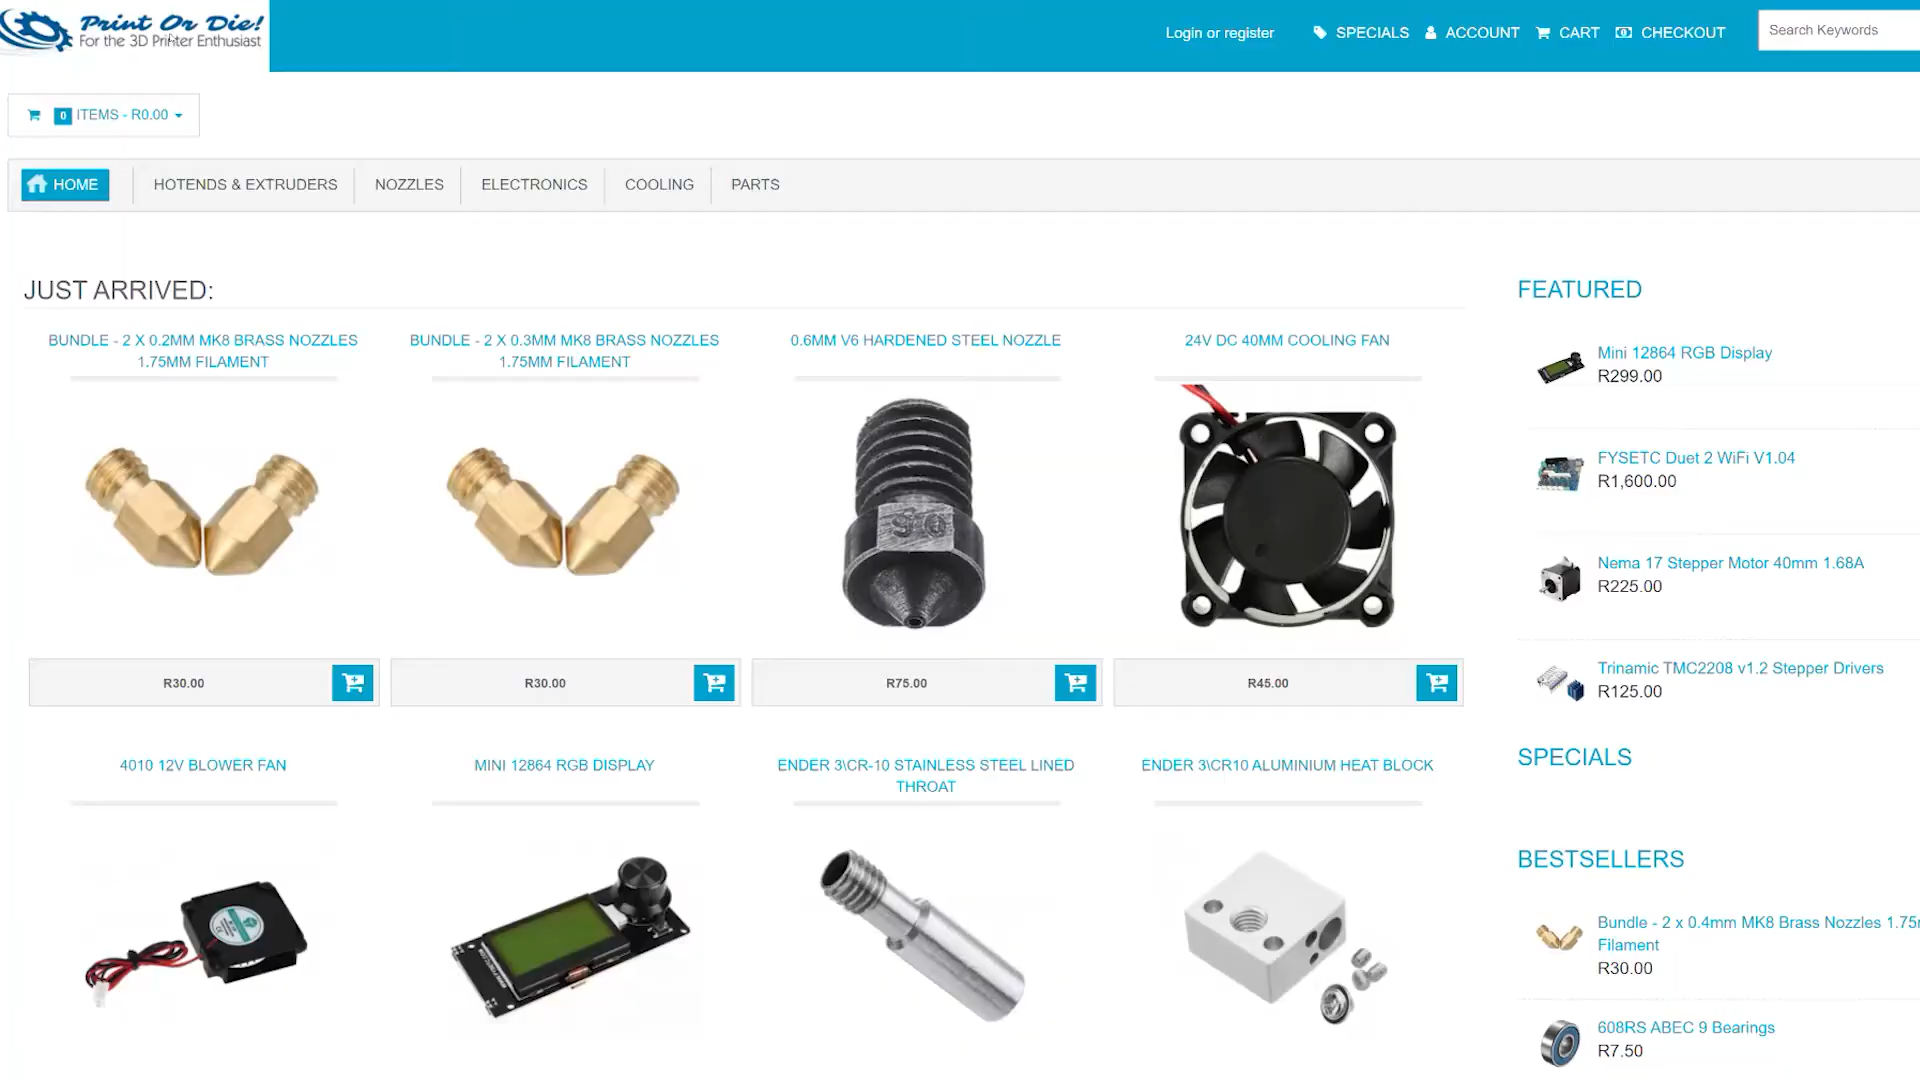 Print Or Die!
For the 3D Printer Enthusiast
Login or register
SPECIALS
ACCOUNT
CART
CHECKOUT
Search Keywords
0 ITEMS - R0.00
HOME
HOTENDS & EXTRUDERS
NOZZLES
ELECTRONICS
COOLING
PARTS
JUST ARRIVED:
BUNDLE - 2 X 0.2MM MK8 BRASS NOZZLES
1.75MM FILAMENT
R30.00
BUNDLE - 2 X 0.3MM MK8 BRASS NOZZLES
1.75MM FILAMENT
R30.00
0.6MM V6 HARDENED STEEL NOZZLE
R75.00
24V DC 40MM COOLING FAN
R45.00
4010 12V BLOWER FAN
MINI 12864 RGB DISPLAY
ENDER 3\CR-10 STAINLESS STEEL LINED
THROAT
ENDER 3\CR10 ALUMINIUM HEAT BLOCK
FEATURED
Mini 12864 RGB Display
R299.00
FYSETC Duet 2 WiFi V1.04
R1,600.00
Nema 17 Stepper Motor 40mm 1.68A
R225.00
Trinamic TMC2208 v1.2 Stepper Drivers
R125.00
SPECIALS
BESTSELLERS
Bundle - 2 x 0.4mm MK8 Brass Nozzles
Filament
R30.00
608RS ABEC 9 Bearings
R7.50